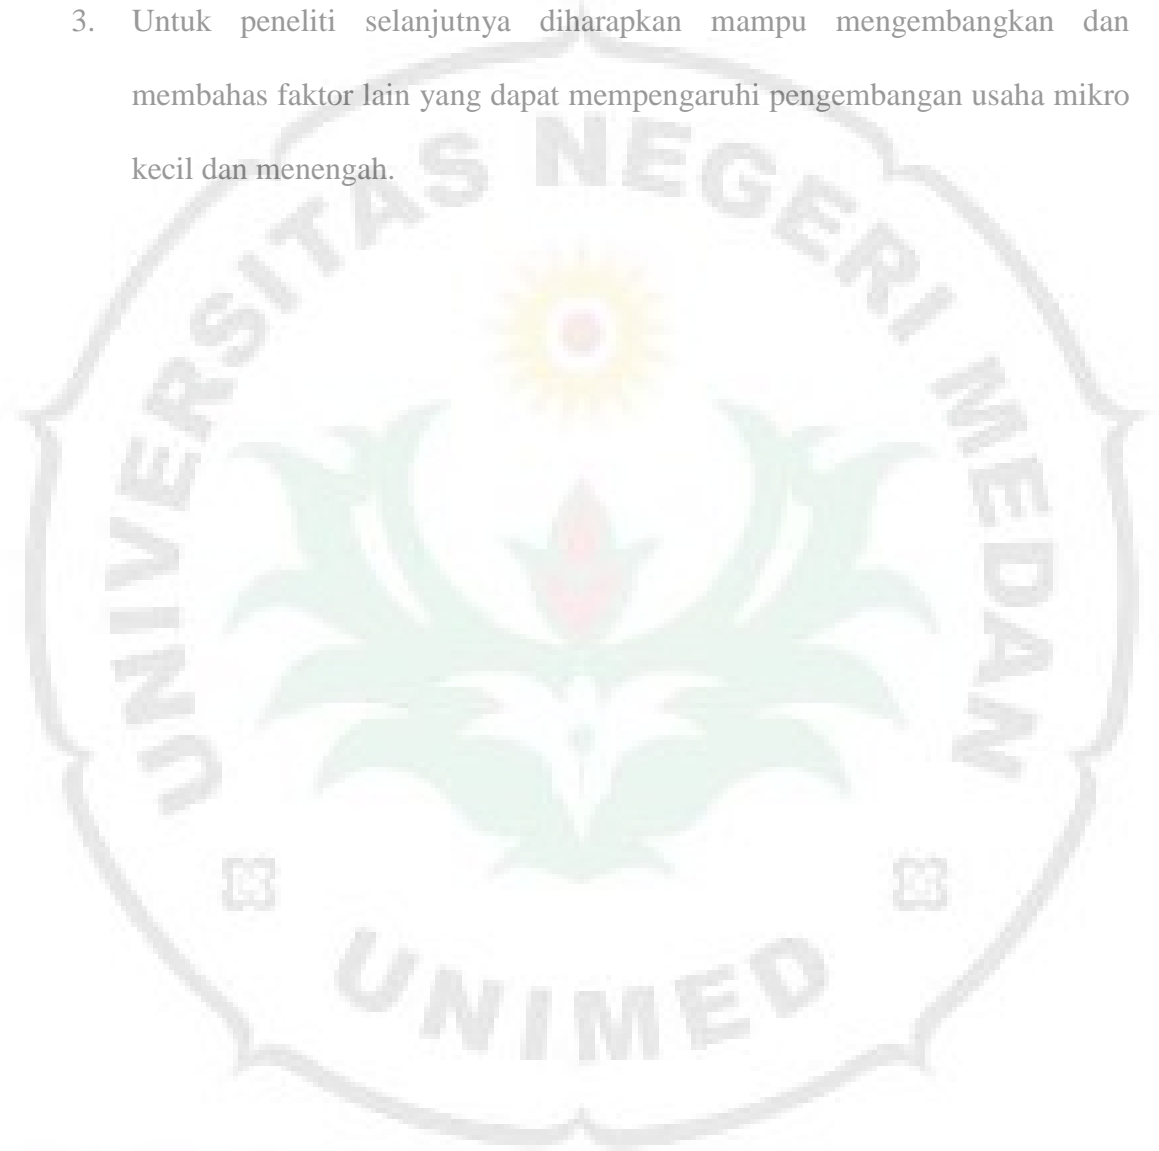 3. Untuk peneliti selanjutnya diharapkan mampu mengembangkan dan
membahas faktor lain yang dapat mempengaruhi pengembangan usaha mikro
kecil dan menengah.
UNIVERSITAS NEGERI MEDAN
UNIMED